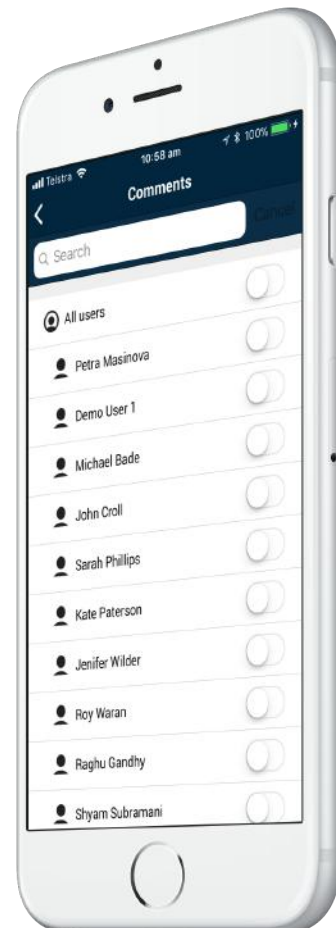 Telstra 10:58 am 100%
Comments
Search Cancel
All users
Petra Masinova
Demo User 1
Michael Bade
John Croll
Sarah Phillips
Kate Paterson
Jenifer Wilder
Roy Waran
Raghu Gandhy
Shyam Subramani